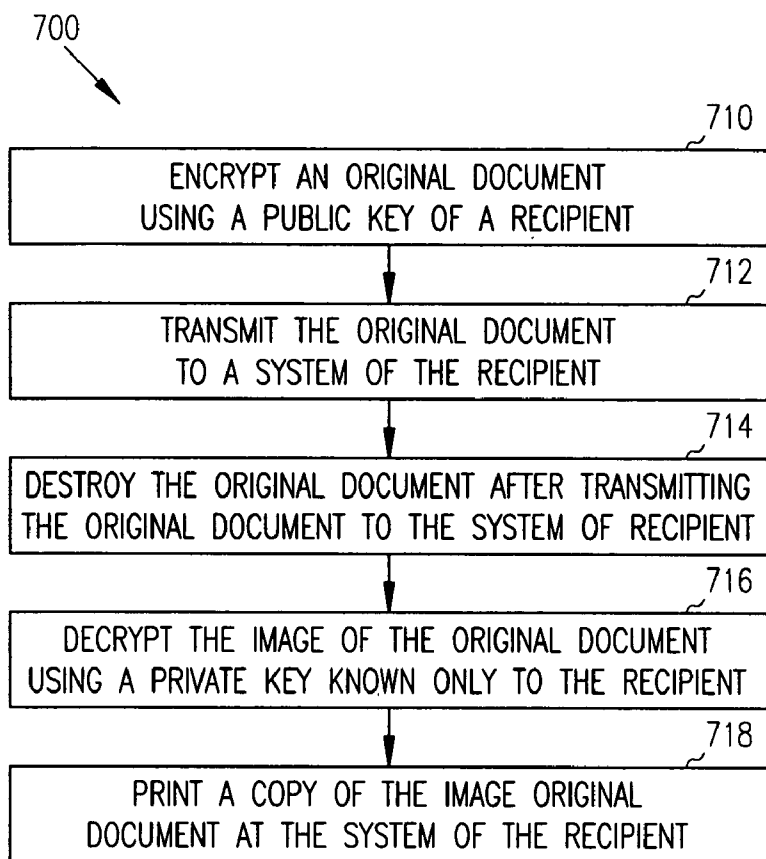 700
710
ENCRYPT AN ORIGINAL DOCUMENT
USING A PUBLIC KEY OF A RECIPIENT
712
TRANSMIT THE ORIGINAL DOCUMENT
TO A SYSTEM OF THE RECIPIENT
714
DESTROY THE ORIGINAL DOCUMENT AFTER TRANSMITTING
THE ORIGINAL DOCUMENT TO THE SYSTEM OF RECIPIENT
716
DECRYPT THE IMAGE OF THE ORIGINAL DOCUMENT
USING A PRIVATE KEY KNOWN ONLY TO THE RECIPIENT
718
PRINT A COPY OF THE IMAGE ORIGINAL
DOCUMENT AT THE SYSTEM OF THE RECIPIENT